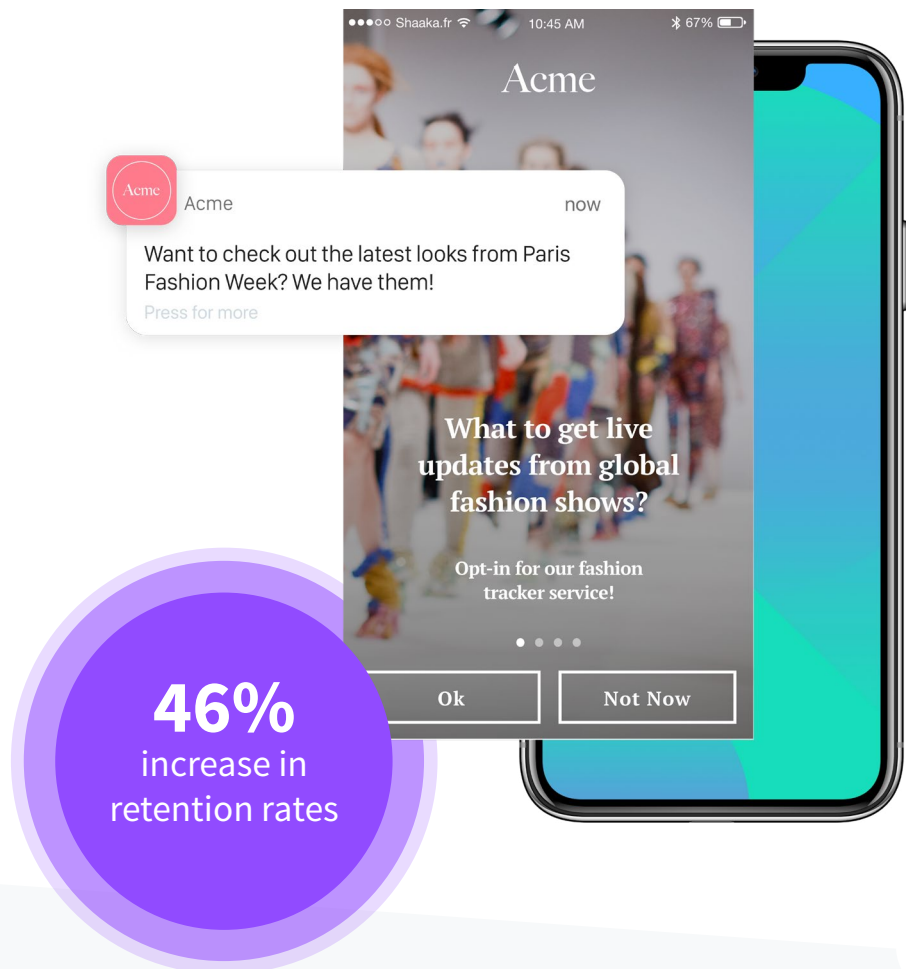 Shaaka.fr
10:45 AM
67%
Acme
Acme
Acme
now
Want to check out the latest looks from Paris
Fashion Week? We have them!
Press for more
What to get live
updates from global
fashion shows?
Opt-in for our fashion
tracker service!
Ok
Not Now
46%
increase in
retention rates